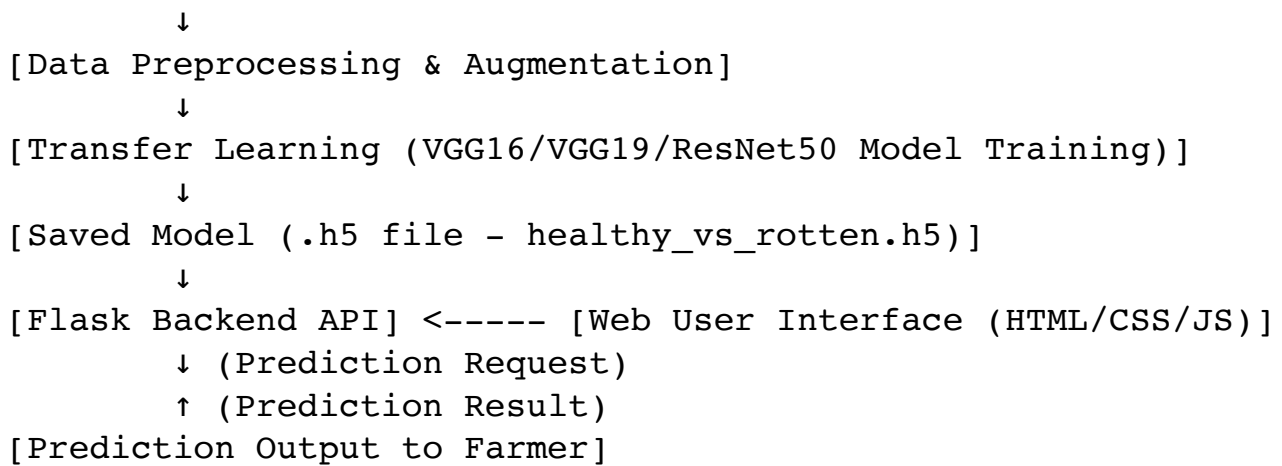 ↓
[Data Preprocessing & Augmentation]
↓
[Transfer Learning (VGG16/VGG19/ResNet50 Model Training)]
↓
[Saved Model (.h5 file - healthy_vs_rotten.h5)]
↓
[Flask Backend API] <----- [Web User Interface (HTML/CSS/JS)]
↓ (Prediction Request)
↑ (Prediction Result)
[Prediction Output to Farmer]